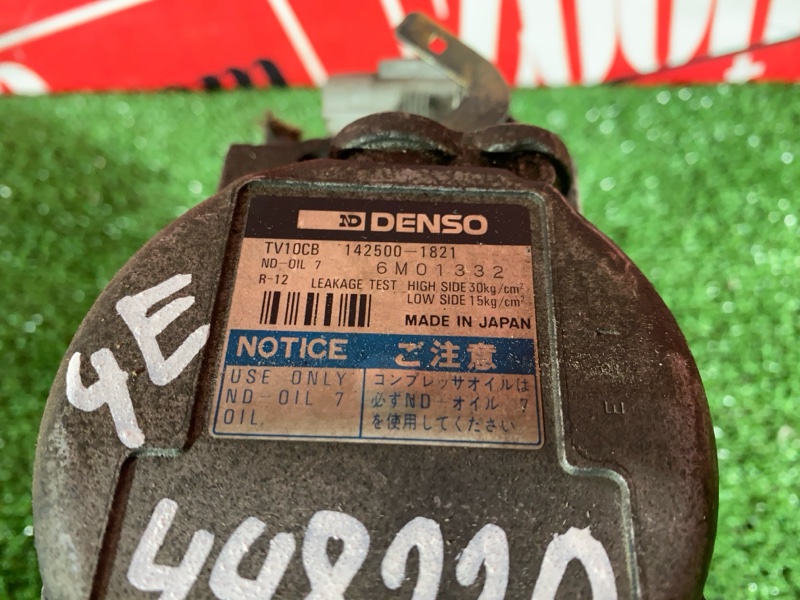 ND DENSO
TV10CB 142500-1821
ND-OIL 7 6M01332
R-12 LEAKAGE TEST HIGH SIDE 30kg/cm²
LOW SIDE 15kg/cm²
MADE IN JAPAN
NOTICE ご注意
USE ONLY
ND-OIL 7
OIL.
コンプレッサオイルは
必ずND-オイル 7
を使用してください
4E
E